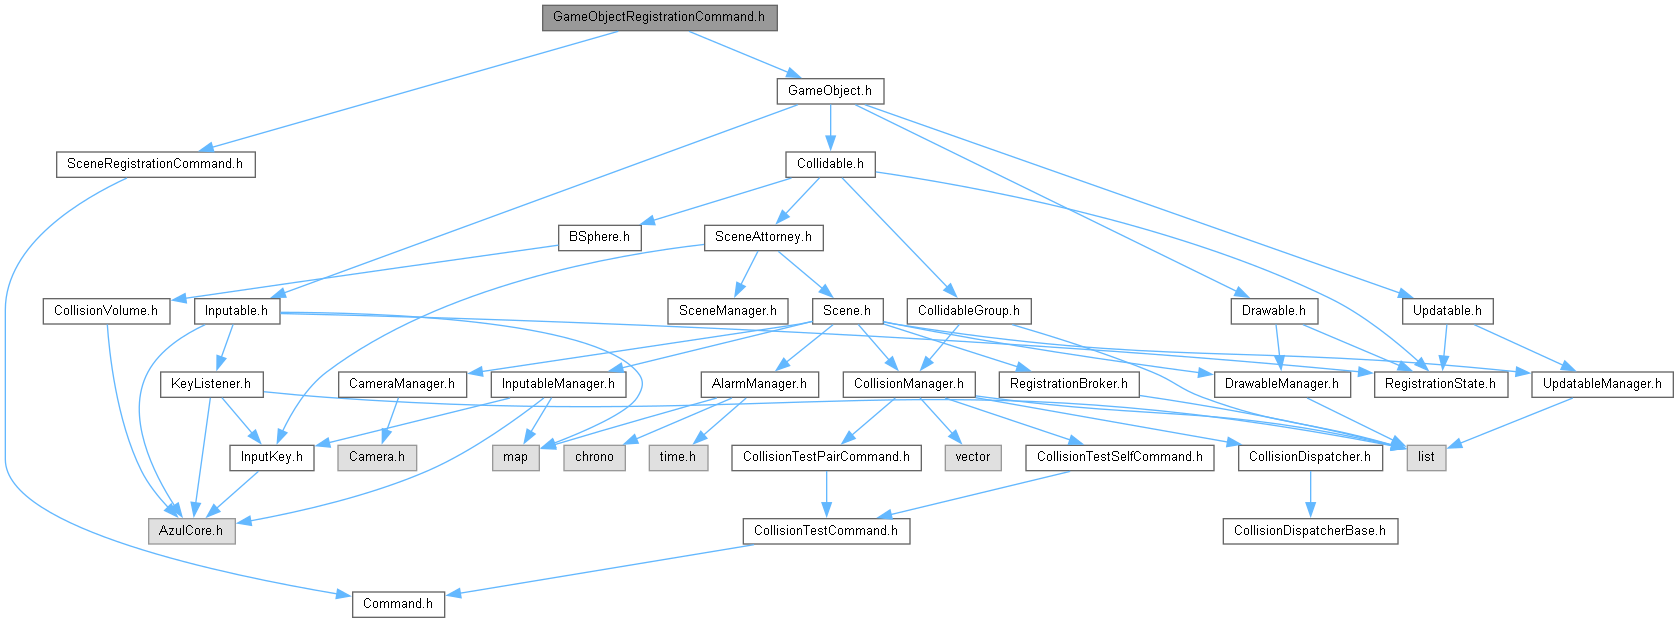 GameObjectRegistrationCommand.h
GameObject.h
SceneRegistrationCommand.h
Collidable.h
BSphere.h
SceneAttorney.h
CollisionVolume.h
Inputable.h
SceneManager.h
Scene.h
CollidableGroup.h
Drawable.h
Updatable.h
KeyListener.h
CameraManager.h
InputableManager.h
AlarmManager.h
CollisionManager.h
RegistrationBroker.h
DrawableManager.h
RegistrationState.h
UpdatableManager.h
InputKey.h
Camera.h
map
chrono
time.h
CollisionTestPairCommand.h
vector
CollisionTestSelfCommand.h
CollisionDispatcher.h
list
AzulCore.h
CollisionTestCommand.h
CollisionDispatcherBase.h
Command.h